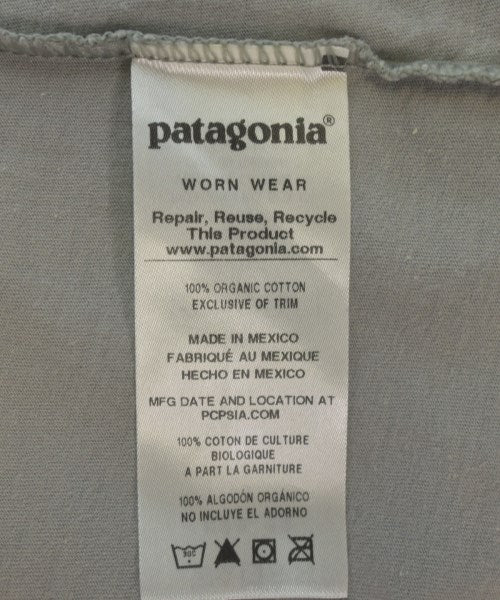 patagonia®
WORN WEAR
Repair, Reuse, Recycle
This Product
www.patagonia.com
100% ORGANIC COTTON
EXCLUSIVE OF TRIM
MADE IN MEXICO
FABRIQUÉ AU MEXIQUE
HECHO EN MEXICO
MFG DATE AND LOCATION AT
PCPSIA.COM
100% COTON DE CULTURE
BIOLOGIQUE
A PART LA GARNITURE
100% ALGODÓN ORGÁNICO
NO INCLUYE EL ADORNO